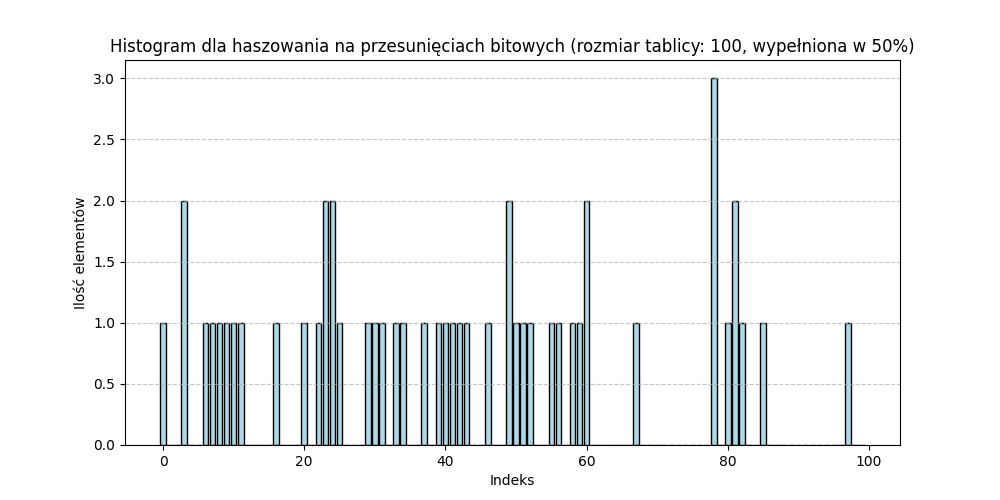 Histogram dla haszowania na przesunięciach bitowych (rozmiar tablicy: 100, wypełniona w 50%)
3.0
2.5
2.0
1.5
1.0
0.5
0.0
Ilość elementów
0 20 40 60 80 100
Indeks